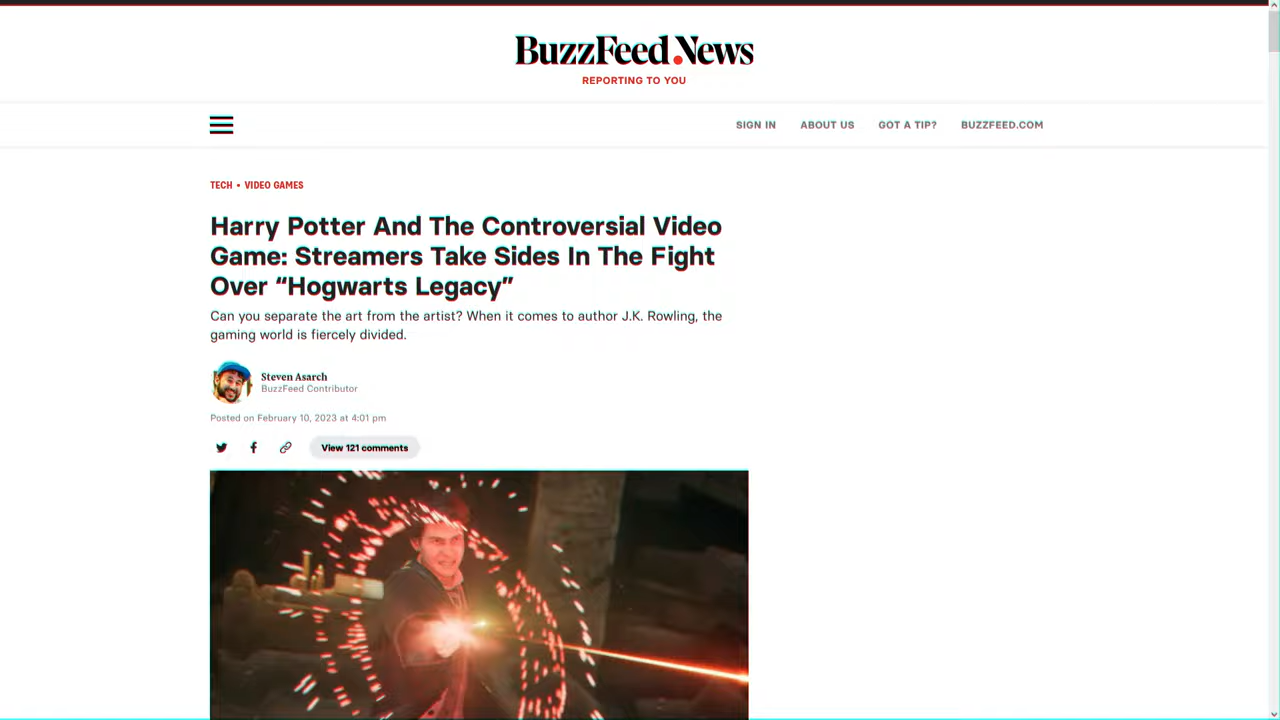 BuzzFeed News
REPORTING TO YOU
SIGN IN ABOUT US GOT A TIP? BUZZFEED.COM
TECH • VIDEO GAMES
Harry Potter And The Controversial Video
Game: Streamers Take Sides In The Fight
Over “Hogwarts Legacy”
Can you separate the art from the artist? When it comes to author J.K. Rowling, the
gaming world is fiercely divided.
Steven Asarch
BuzzFeed Contributor
Posted on February 10, 2023 at 4:01 pm
View 121 comments